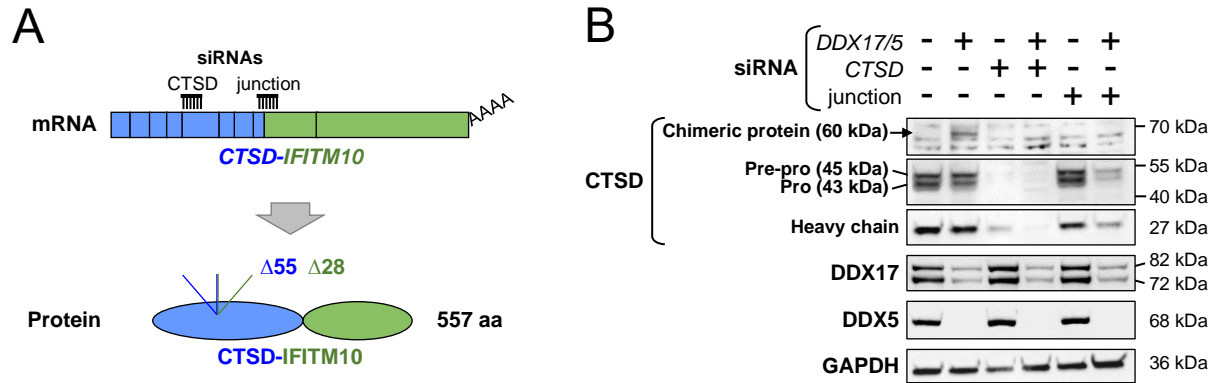 A
siRNAs
CTSD junction
mRNA
AAAA
CTSD-IFITM10
Δ55 Δ28
Protein
557 aa
CTSD-IFITM10
B
siRNA
DDX17/5 - + - + - +
CTSD - - + + - -
junction - - - - + +
CTSD
Chimeric protein (60 kDa)
70 kDa
Pre-pro (45 kDa)
55 kDa
Pro (43 kDa)
40 kDa
Heavy chain
27 kDa
DDX17
82 kDa
72 kDa
DDX5
68 kDa
GAPDH
36 kDa